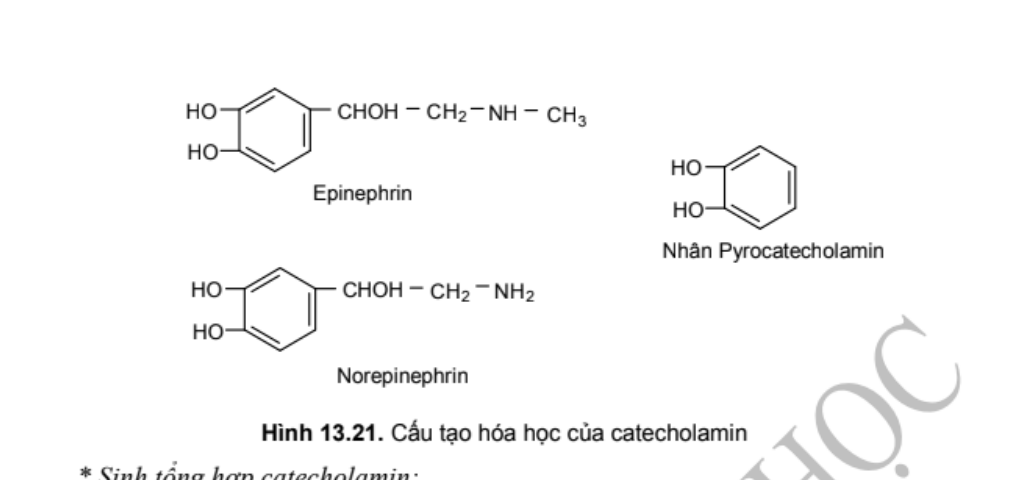 HO
CHOH – CH₂ – NH – CH₃
HO
Epinephrin
HO
HO
Nhân Pyrocatecholamin
HO
CHOH – CH₂ – NH₂
HO
Norepinephrin
Hình 13.21. Cấu tạo hóa học của catecholamin
* Sinh tổng hợp catecholamin:
HỌC